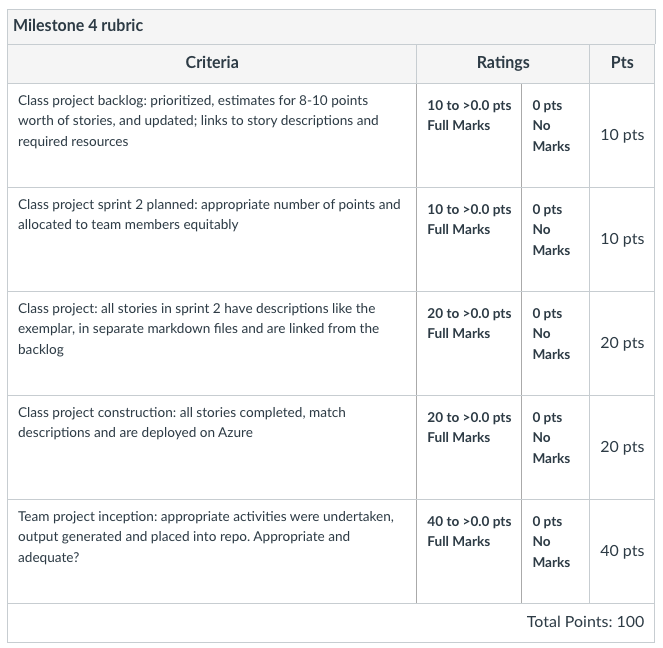 Milestone 4 rubric
Criteria Ratings Pts
Class project backlog: prioritized, estimates for 8-10 points
worth of stories, and updated; links to story descriptions and
required resources
10 to >0.0 pts
Full Marks
0 pts
No
Marks
10 pts
Class project sprint 2 planned: appropriate number of points and
allocated to team members equitably
10 to >0.0 pts
Full Marks
0 pts
No
Marks
10 pts
Class project: all stories in sprint 2 have descriptions like the
exemplar, in separate markdown files and are linked from the
backlog
20 to >0.0 pts
Full Marks
0 pts
No
Marks
20 pts
Class project construction: all stories completed, match
descriptions and are deployed on Azure
20 to >0.0 pts
Full Marks
0 pts
No
Marks
20 pts
Team project inception: appropriate activities were undertaken,
output generated and placed into repo. Appropriate and
adequate?
40 to >0.0 pts
Full Marks
0 pts
No
Marks
40 pts
Total Points: 100